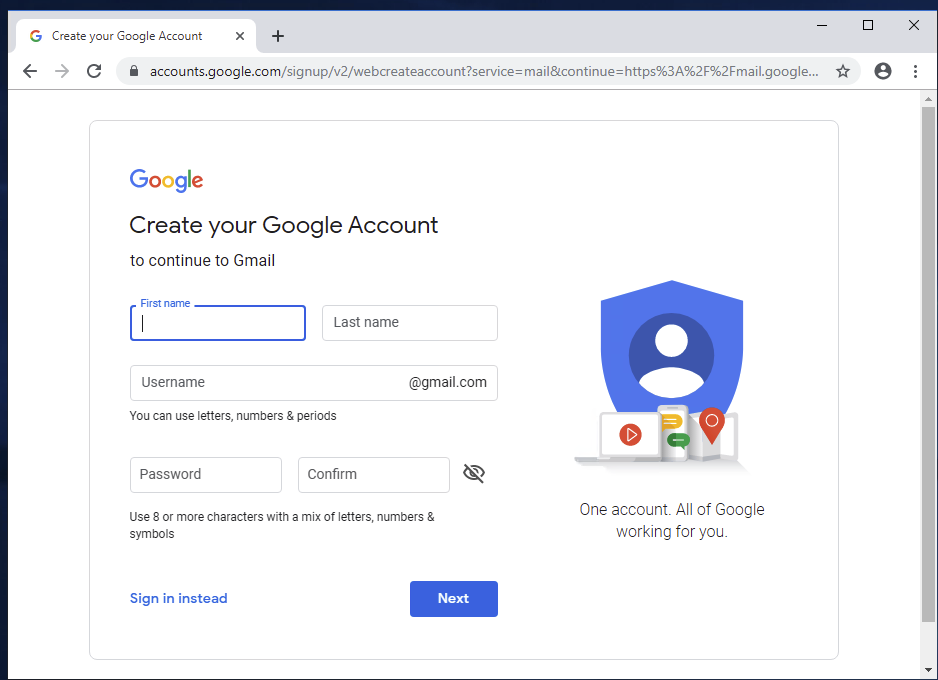 Create your Google Account
accounts.google.com/signup/v2/webcreateaccount?service=mail&continue=https%3A%2F%2Fmail.google...
Google
Create your Google Account
to continue to Gmail
First name
Last name
Username @gmail.com
You can use letters, numbers & periods
Password Confirm
Use 8 or more characters with a mix of letters, numbers &
symbols
Sign in instead Next
One account. All of Google
working for you.